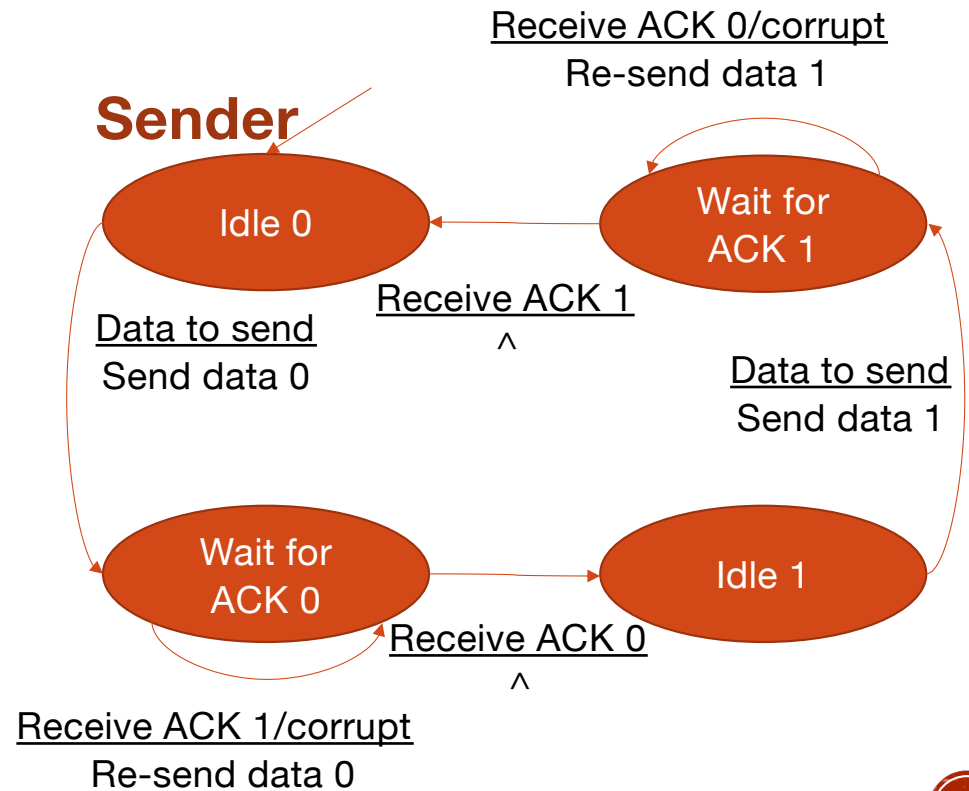 Receive ACK 0/corrupt
Re-send data 1
Sender
Idle 0
Wait for
ACK 1
Receive ACK 1
^
Data to send
Send data 0
Data to send
Send data 1
Wait for
ACK 0
Idle 1
Receive ACK 0
^
Receive ACK 1/corrupt
Re-send data 0